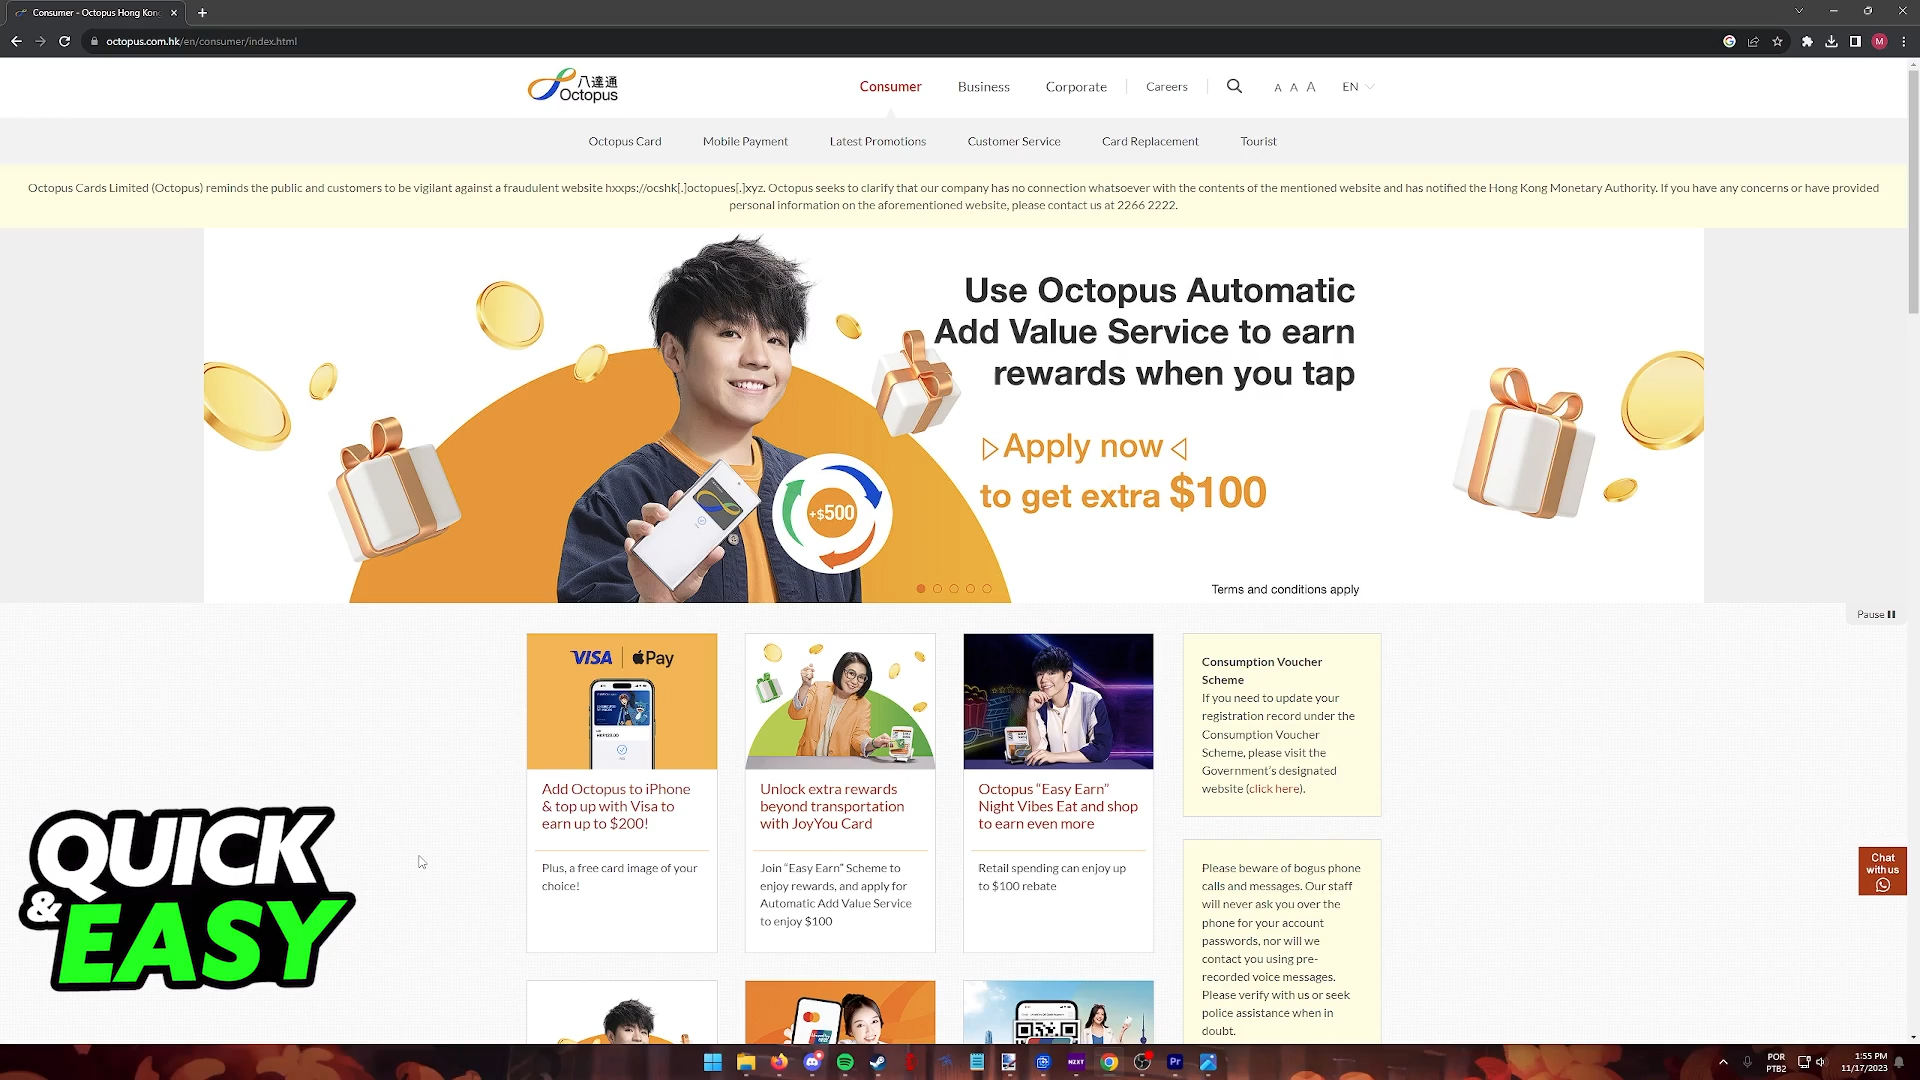 Consumer - Octopus Hong Kon
octopus.com.hk/en/consumer/index.html
M
八達通
Octopus
Consumer
Business
Corporate
Careers
A A A
EN
Octopus Card
Mobile Payment
Latest Promotions
Customer Service
Card Replacement
Tourist
Octopus Cards Limited (Octopus) reminds the public and customers to be vigilant against a fraudulent website hxxps://ocshk[.]octopues[.]xyz. Octopus seeks to clarify that our company has no connection whatsoever with the contents of the mentioned website and has notified the Hong Kong Monetary Authority. If you have any concerns or have provided
personal information on the aforementioned website, please contact us at 2266 2222.
Use Octopus Automatic
Add Value Service to earn
rewards when you tap
Apply now
to get extra $100
+$500
Terms and conditions apply
Pause
VISA
Pay
Add Octopus to iPhone
& top up with Visa to
earn up to $200!
Plus, a free card image of your
choice!
Unlock extra rewards
beyond transportation
with JoyYou Card
Join “Easy Earn” Scheme to
enjoy rewards, and apply for
Automatic Add Value Service
to enjoy $100
Octopus “Easy Earn”
Night Vibes Eat and shop
to earn even more
Retail spending can enjoy up
to $100 rebate
Consumption Voucher
Scheme
If you need to update your
registration record under the
Consumption Voucher
Scheme, please visit the
Government’s designated
website (click here).
Please beware of bogus phone
calls and messages. Our staff
will never ask you over the
phone for your account
passwords, nor will we
contact you using pre-
recorded voice messages.
Please verify with us or seek
police assistance when in
doubt.
Chat
with us
QUICK
& EASY
NZXT
Pr
POR
PTB2
1:55 PM
11/17/2023